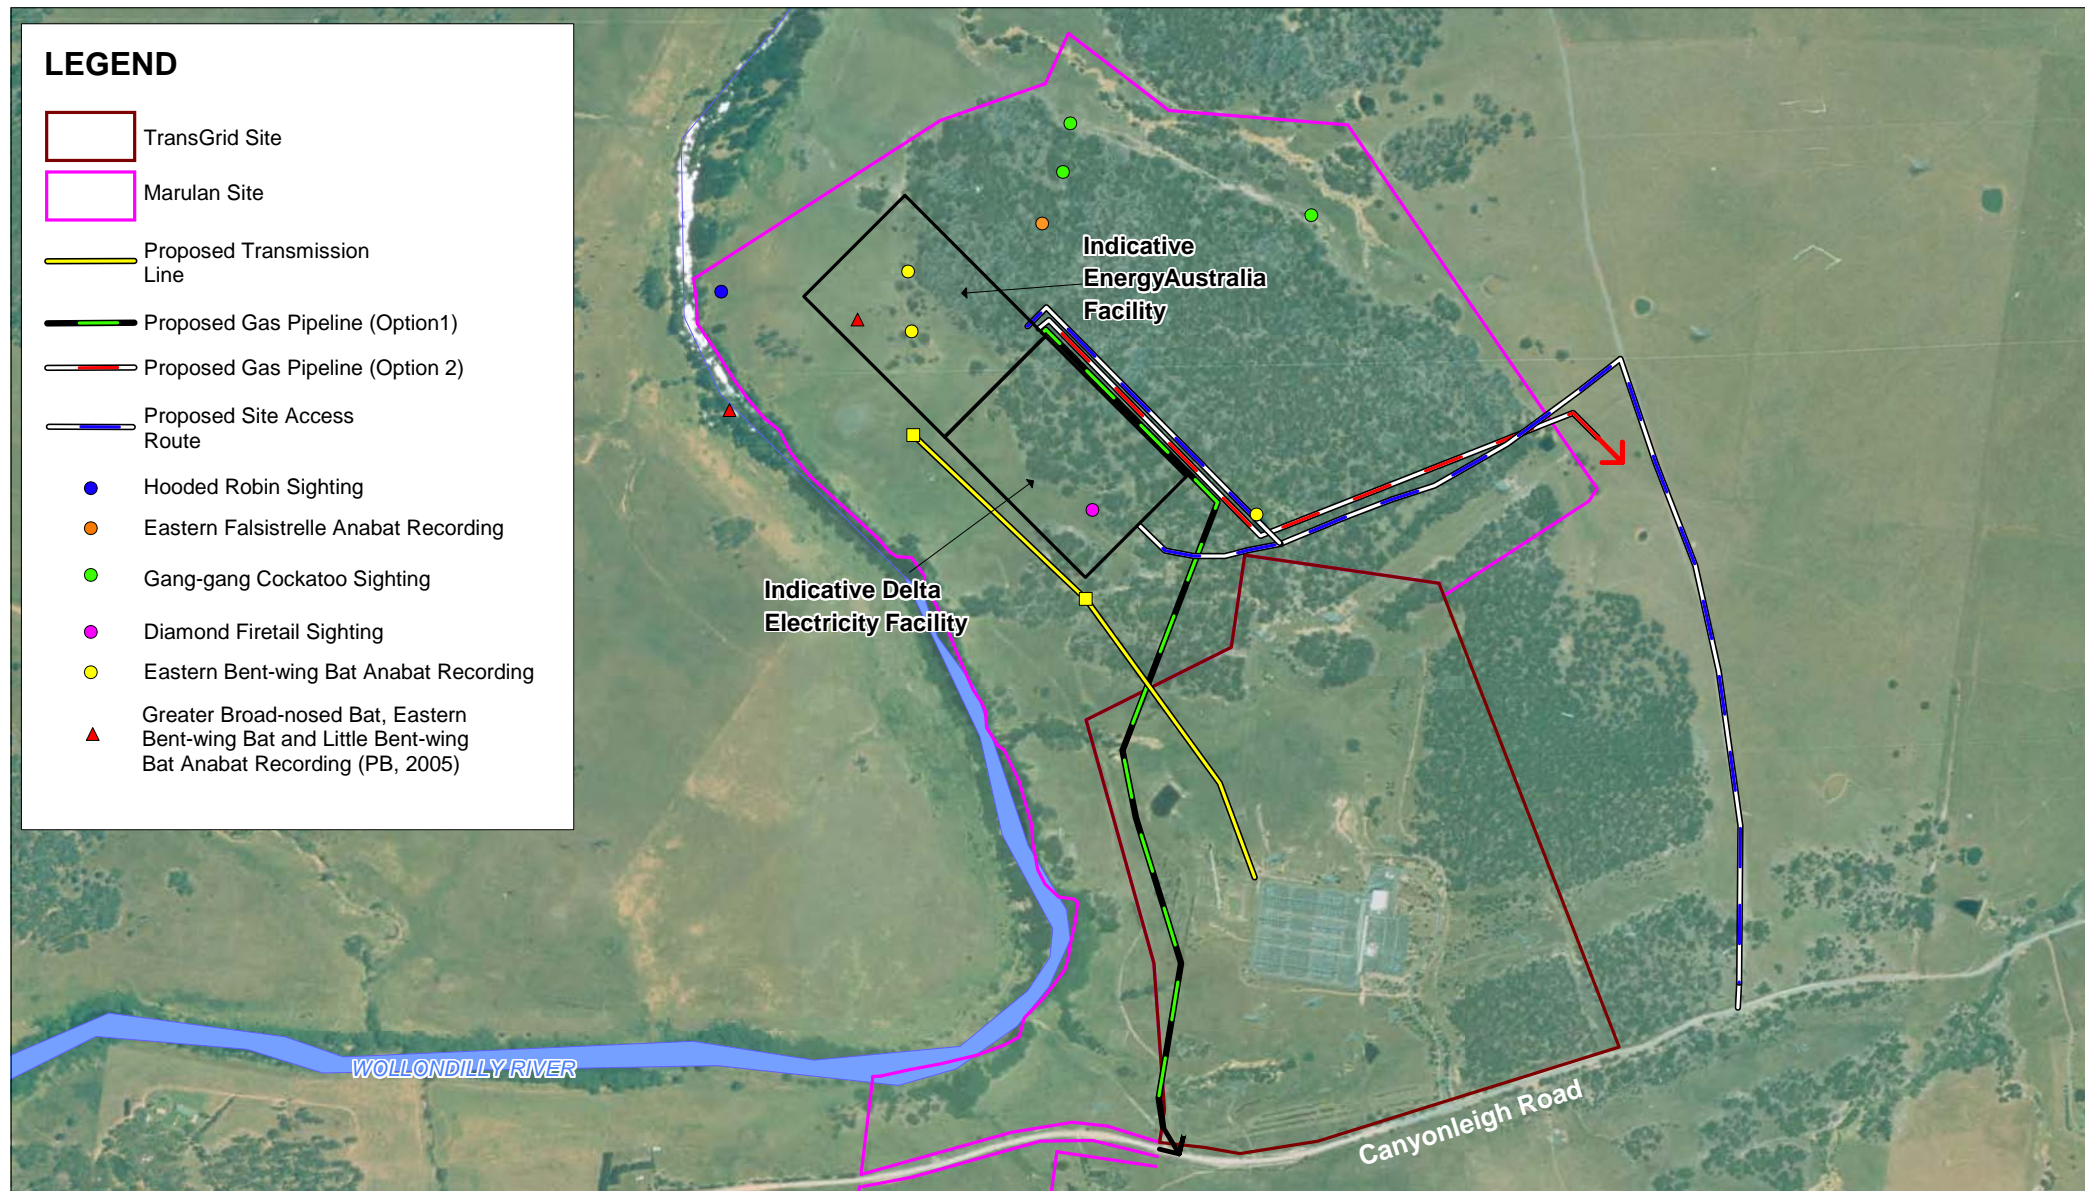 LEGEND
TransGrid Site
Marulan Site
Proposed Transmission
Line
Proposed Gas Pipeline (Option1)
Proposed Gas Pipeline (Option 2)
Proposed Site Access
Route
Hooded Robin Sighting
Eastern Falsistrelle Anabat Recording
Gang-gang Cockatoo Sighting
Diamond Firetail Sighting
Eastern Bent-wing Bat Anabat Recording
Greater Broad-nosed Bat, Eastern
Bent-wing Bat and Little Bent-wing
Bat Anabat Recording (PB, 2005)
Indicative
EnergyAustralia
Facility
Indicative Delta
Electricity Facility
WOLLONDILLY RIVER
Canyonleigh Road